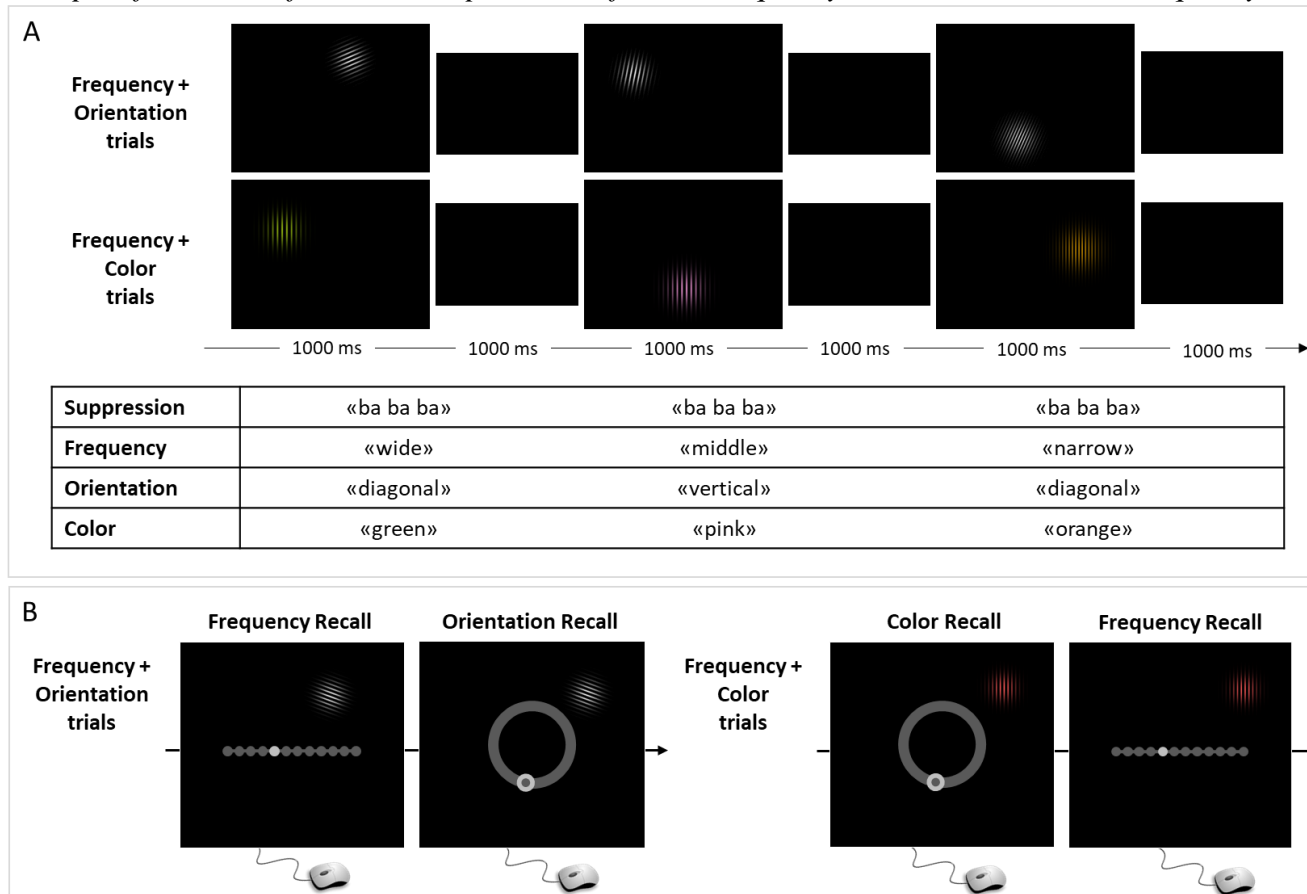 A
Frequency +
Orientation
trials
Frequency +
Color
trials
1000 ms 1000 ms 1000 ms 1000 ms 1000 ms 1000 ms
Suppression «ba ba ba» «ba ba ba» «ba ba ba»
Frequency «wide» «middle» «narrow»
Orientation «diagonal» «vertical» «diagonal»
Color «green» «pink» «orange»
B
Frequency Recall Orientation Recall Color Recall Frequency Recall
Frequency +
Orientation
trials
Frequency +
Color
trials